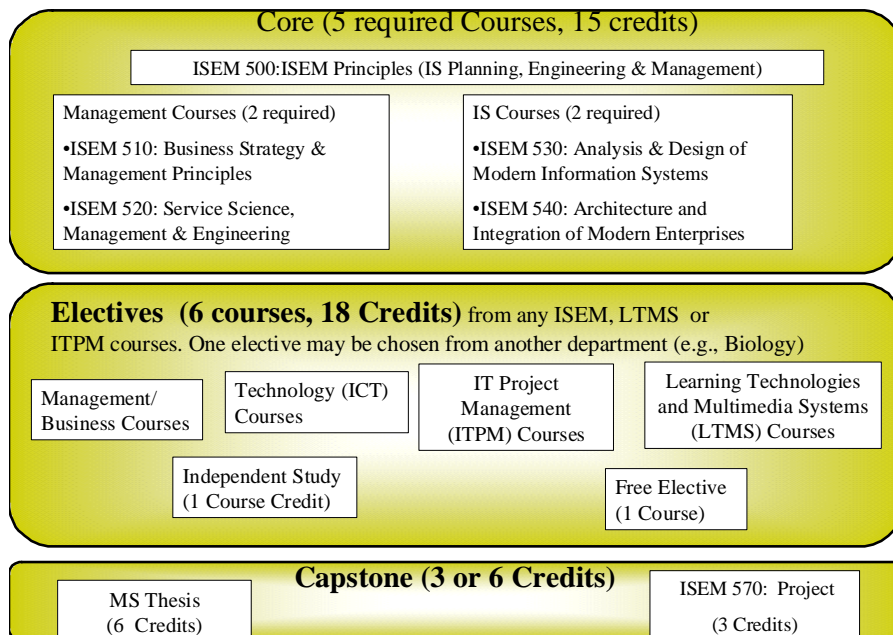 Core (5 required Courses, 15 credits)
ISEM 500:ISEM Principles (IS Planning, Engineering & Management)
Management Courses (2 required)
•ISEM 510: Business Strategy &
Management Principles
•ISEM 520: Service Science,
Management & Engineering
IS Courses (2 required)
•ISEM 530: Analysis & Design of
Modern Information Systems
•ISEM 540: Architecture and
Integration of Modern Enterprises
Electives (6 courses, 18 Credits) from any ISEM, LTMS or
ITPM courses. One elective may be chosen from another department (e.g., Biology)
Management/
Business Courses
Technology (ICT)
Courses
IT Project
Management
(ITPM) Courses
Learning Technologies
and Multimedia Systems
(LTMS) Courses
Independent Study
(1 Course Credit)
Free Elective
(1 Course)
Capstone (3 or 6 Credits)
MS Thesis
(6 Credits)
ISEM 570: Project
(3 Credits)